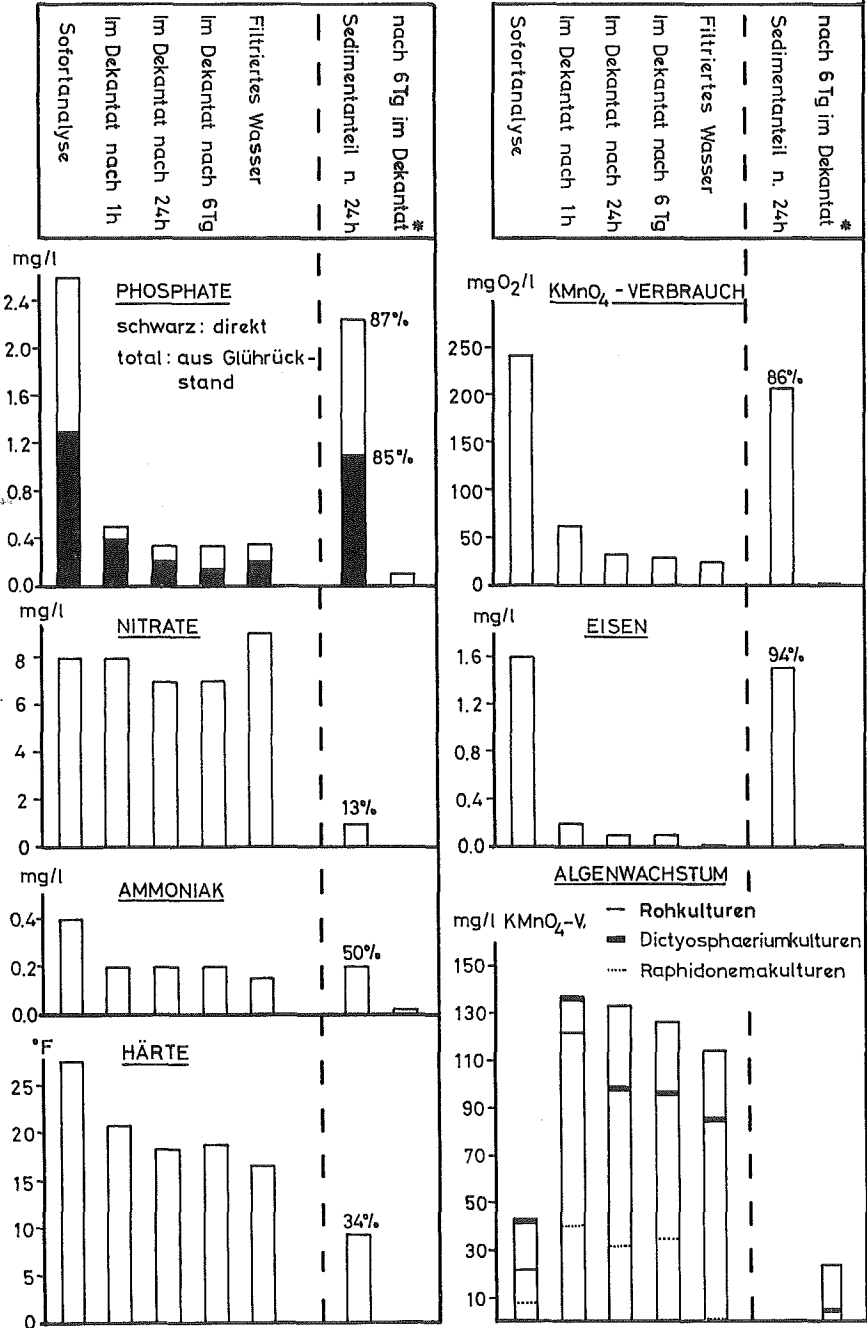 Sofortanalyse
Im Dekantat nach 1h
Im Dekantat nach 24h
Im Dekantat nach 6Tg
Filtriertes Wasser
Sedimentanteil n. 24h
nach 6Tg im Dekantat *
mg/l
PHOSPHATE
schwarz: direkt
total: aus Glührück-
stand
2.4
2.0
1.6
1.2
0.8
0.4
0.0
87%
85%
mg/l
NITRATE
8
6
4
2
0
13%
mg/l
AMMONIAK
0.4
0.2
0.0
50%
°F
HÄRTE
25
20
15
10
5
0
34%
Sofortanalyse
Im Dekantat nach 1h
Im Dekantat nach 24h
Im Dekantat nach 6 Tg
Filtriertes Wasser
Sedimentanteil n. 24h
nach 6Tg im Dekantat *
mg O2/l
KMnO4-VERBRAUCH
250
200
150
100
50
0
86%
mg/l
EISEN
1.6
1.2
0.8
0.4
0.0
94%
ALGENWACHSTUM
mg/l KMnO4-V.
Rohkulturen
Dictyosphaeriumkulturen
Raphidonemakulturen
150
130
110
90
70
50
30
10